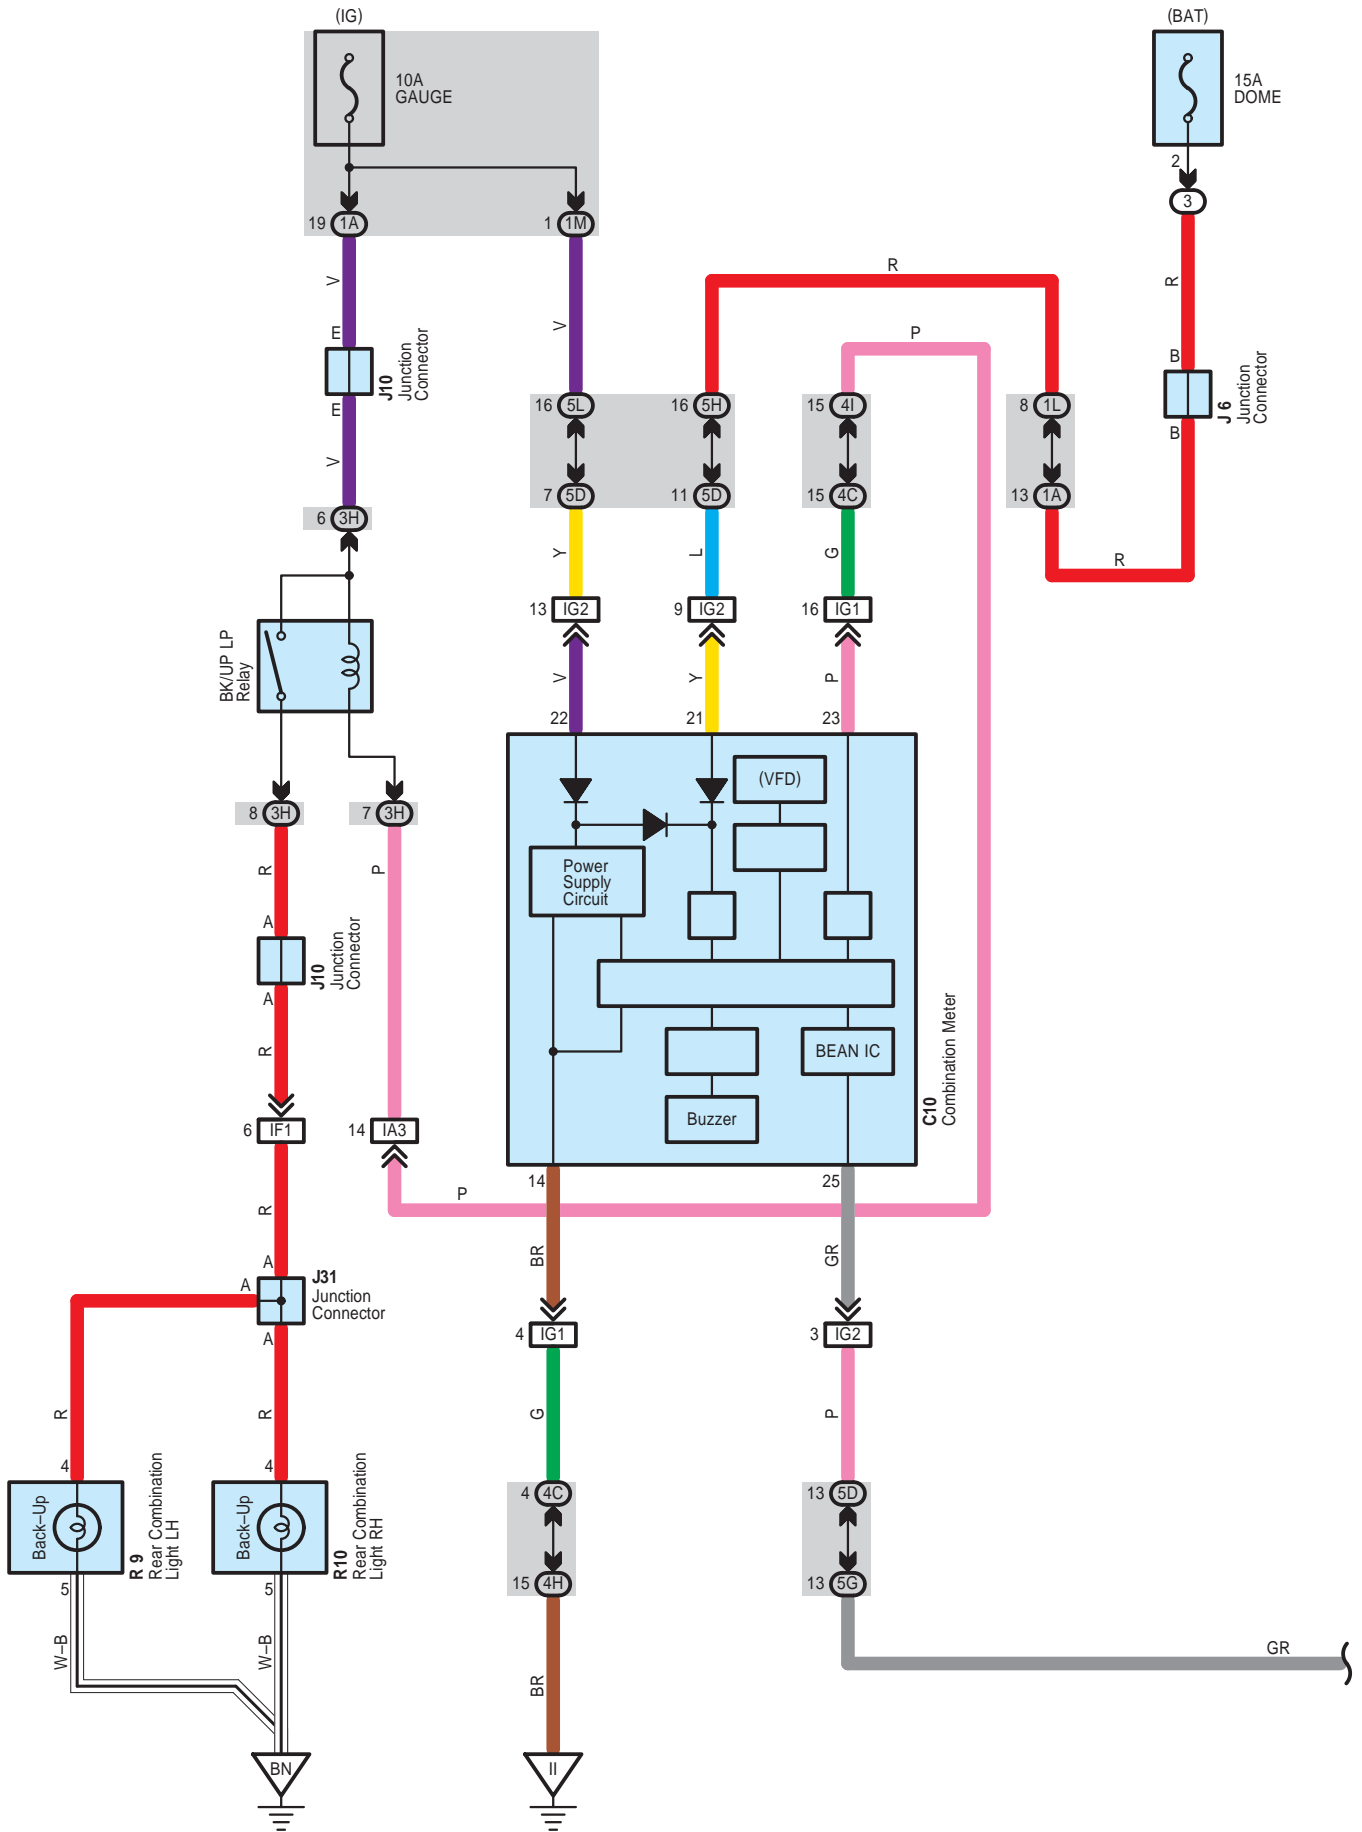 (IG)
(BAT)
10A
GAUGE
15A
DOME
2
3
19 1A
1 1M
V
V
R
R
P
E
J10
Junction
Connector
E
V
B
J 6
Junction
Connector
B
16 5L
16 5H
15 4I
8 1L
7 5D
11 5D
15 4C
13 1A
6 3H
Y
L
G
R
13 IG2
9 IG2
16 IG1
BK/UP LP
Relay
V
Y
P
22
21
23
(VFD)
8 3H
7 3H
R
P
Power
Supply
Circuit
A
J10
Junction
Connector
A
R
BEAN IC
C10
Combination Meter
Buzzer
6 IF1
14 IA3
14
25
P
R
BR
GR
A
A
J31
Junction
Connector
A
4 IG1
3 IG2
R
R
G
P
4
4
Back–Up
R 9
Rear Combination
Light LH
Back–Up
R10
Rear Combination
Light RH
4 4C
13 5D
5
5
15 4H
13 5G
W–B
W–B
BR
GR
BN
II